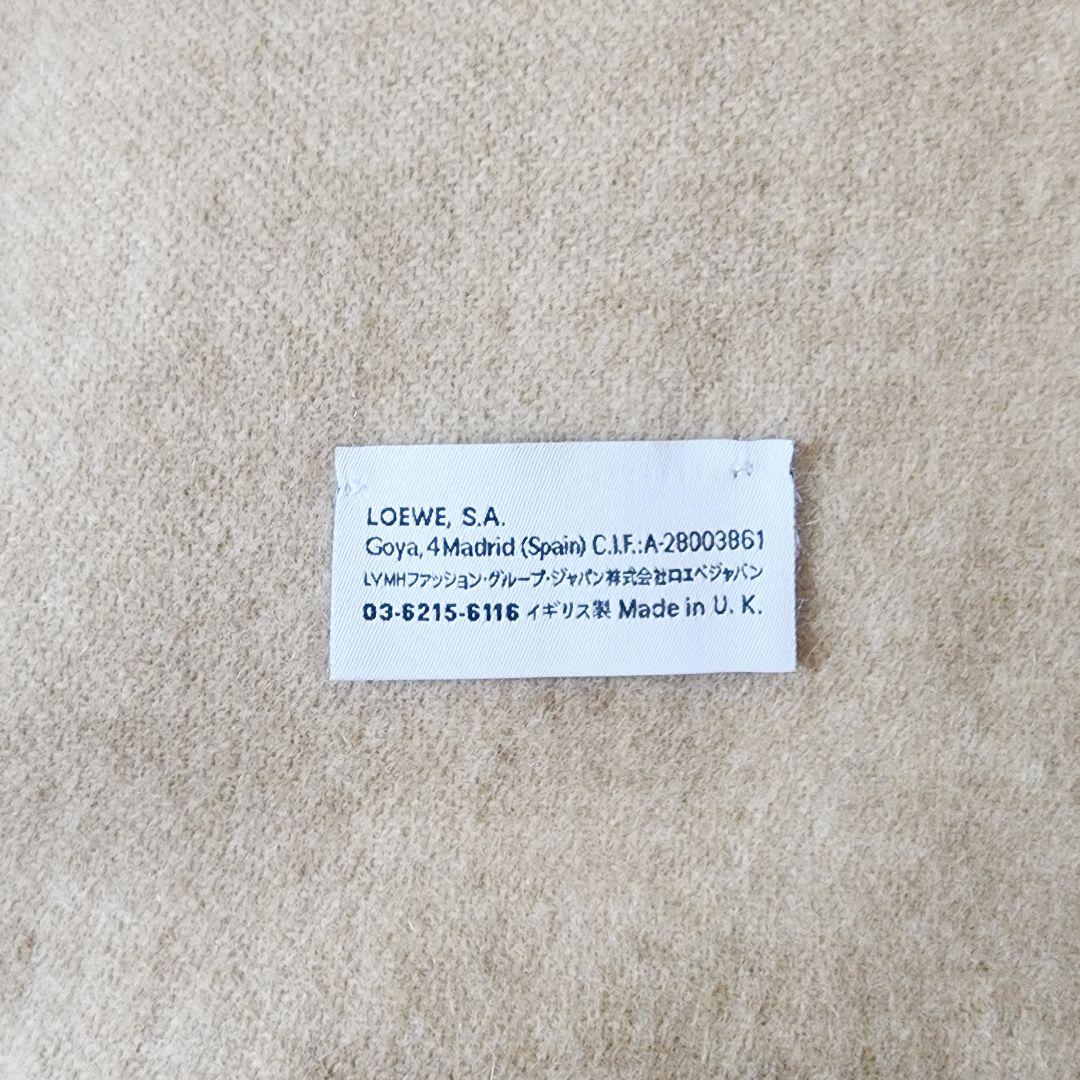 LOEWE, S.A.
Goya, 4 Madrid (Spain) C.I.F.:A-28003861
LVMHファッション・グループ・ジャパン株式会社ロエベジャパン
03-6215-6116 イギリス製 Made in U. K.